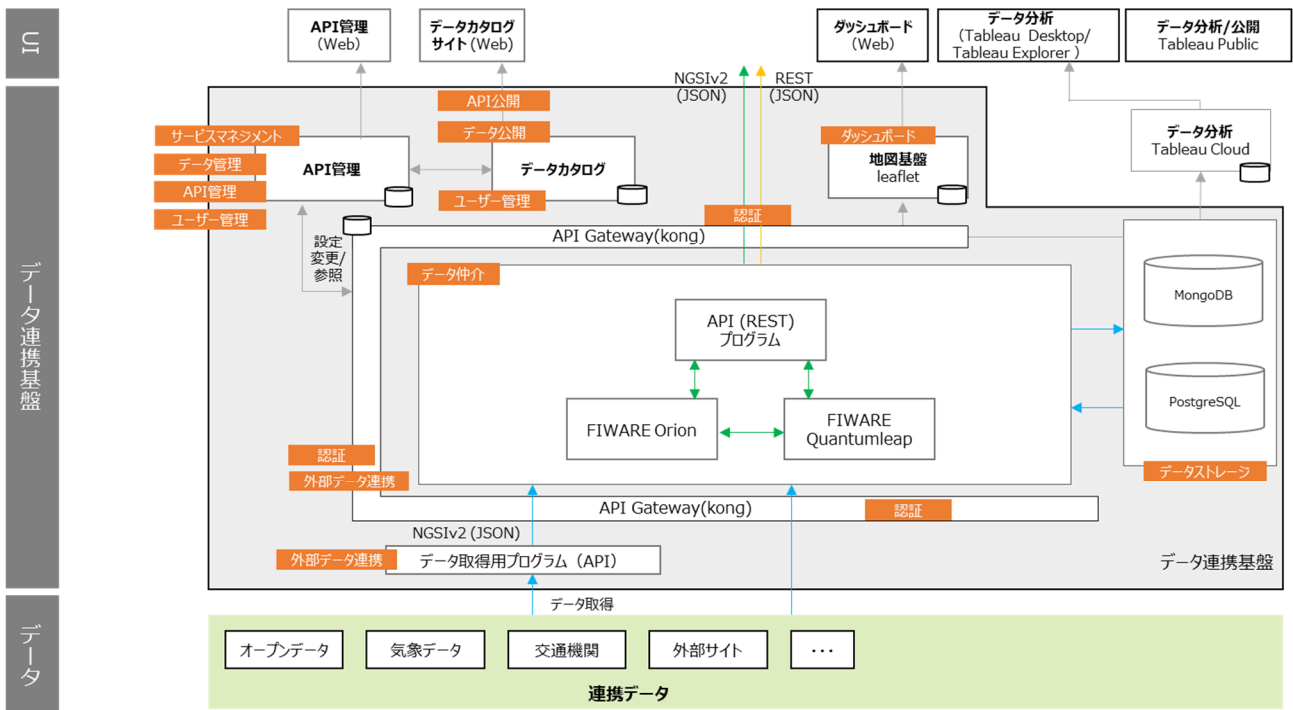 UI
API管理
（Web）
データカタログ
サイト（Web）
ダッシュボード
（Web）
データ分析
（Tableau Desktop/
Tableau Explorer ）
データ分析/公開
Tableau Public
NGSIv2
(JSON)
REST
(JSON)
データ連携基盤
API公開
データ公開
サービスマネジメント
データ管理
API管理
ユーザー管理
API管理
データカタログ
ユーザー管理
ダッシュボード
地図基盤
leaflet
データ分析
Tableau Cloud
認証
API Gateway(kong)
設定
変更/
参照
データ仲介
API (REST)
プログラム
FIWARE Orion
FIWARE
Quantumleap
MongoDB
PostgreSQL
データストレージ
認証
外部データ連携
API Gateway(kong)
認証
NGSIv2 (JSON)
外部データ連携
データ取得用プログラム（API）
データ連携基盤
データ取得
データ
オープンデータ
気象データ
交通機関
外部サイト
・・・
連携データ